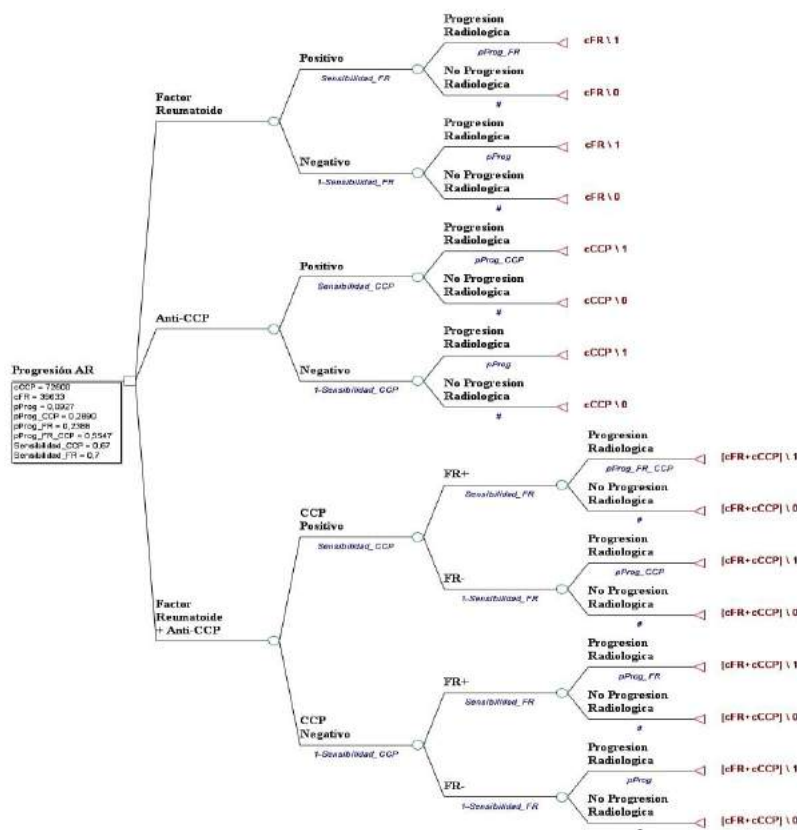 Progresion
Radiologica
pProg_FR
cFR \ 1
Positivo
Sensibilidad_FR
No Progresion
Radiologica
#
cFR \ 0
Factor
Reumatoide
Progresion
Radiologica
pProg
cFR \ 1
Negativo
1-Sensibilidad_FR
No Progresion
Radiologica
#
cFR \ 0
Progresion
Radiologica
pProg_CCP
cCCP \ 1
Positivo
Sensibilidad_CCP
No Progresion
Radiologica
#
cCCP \ 0
Anti-CCP
Progresion
Radiologica
pProg
cCCP \ 1
Negativo
1-Sensibilidad_CCP
No Progresion
Radiologica
#
cCCP \ 0
Progresión AR
cCCP = 72600
cFR = 39633
pProg = 0,0927
pProg_CCP = 0,2890
pProg_FR = 0,2388
pProg_FR_CCP = 0,5547
Sensibilidad_CCP = 0,67
Sensibilidad_FR = 0,7
Progresion
Radiologica
pProg_FR_CCP
[cFR+cCCP] \ 1
FR+
Sensibilidad_FR
No Progresion
Radiologica
#
[cFR+cCCP] \ 0
CCP
Positivo
Sensibilidad_CCP
Progresion
Radiologica
pProg_CCP
[cFR+cCCP] \ 1
FR-
1-Sensibilidad_FR
No Progresion
Radiologica
#
[cFR+cCCP] \ 0
Factor
Reumatoide
+ Anti-CCP
Progresion
Radiologica
pProg_FR
[cFR+cCCP] \ 1
FR+
Sensibilidad_FR
No Progresion
Radiologica
#
[cFR+cCCP] \ 0
CCP
Negativo
1-Sensibilidad_CCP
Progresion
Radiologica
pProg
[cFR+cCCP] \ 1
FR-
1-Sensibilidad_FR
No Progresion
Radiologica
[cFR+cCCP] \ 0